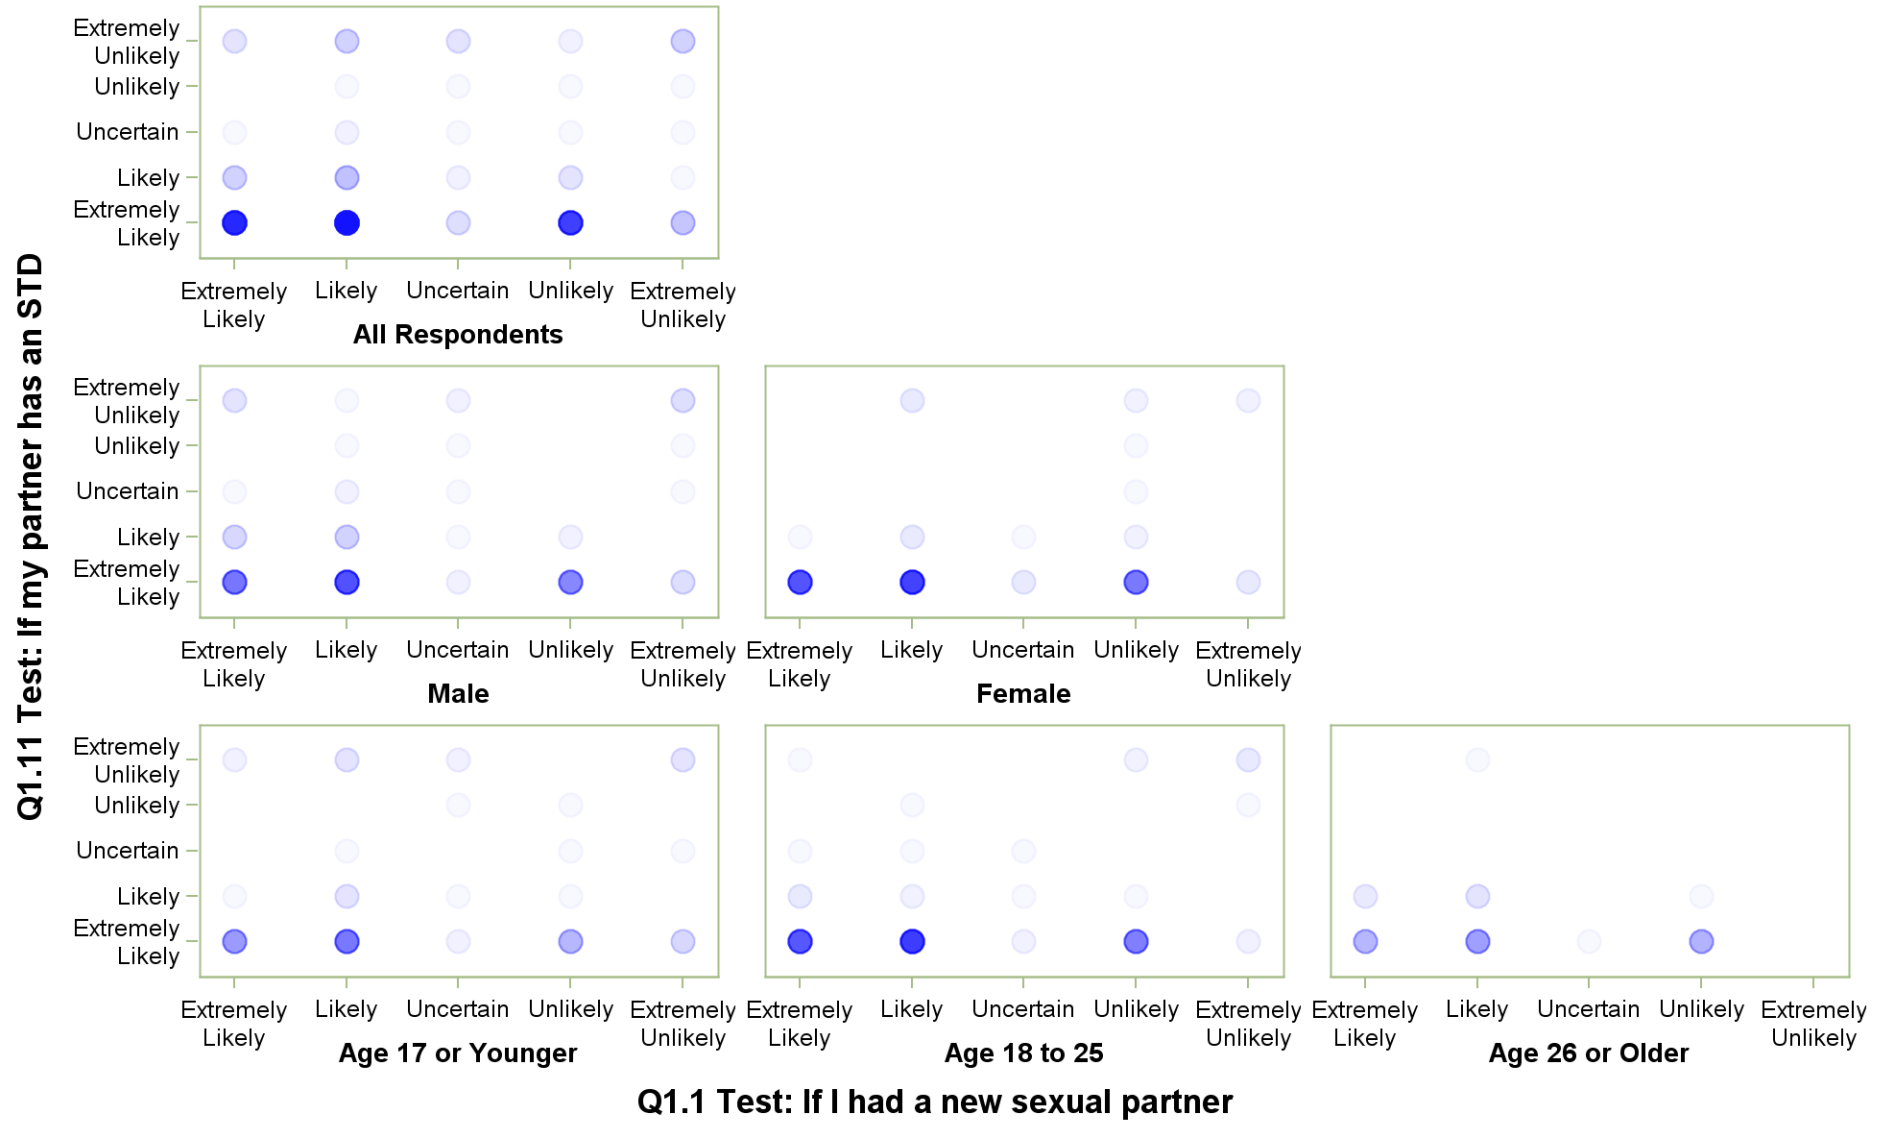 Q1.11 Test: If my partner has an STD
Extremely
Unlikely
Unlikely
Uncertain
Likely
Extremely
Likely
Extremely
Likely
Likely
Uncertain
Unlikely
Extremely
Unlikely
All Respondents
Extremely
Unlikely
Unlikely
Uncertain
Likely
Extremely
Likely
Extremely
Likely
Likely
Uncertain
Unlikely
Extremely
Unlikely
Male
Extremely
Likely
Likely
Uncertain
Unlikely
Extremely
Unlikely
Female
Extremely
Unlikely
Unlikely
Uncertain
Likely
Extremely
Likely
Extremely
Likely
Likely
Uncertain
Unlikely
Extremely
Unlikely
Age 17 or Younger
Extremely
Likely
Likely
Uncertain
Unlikely
Extremely
Unlikely
Age 18 to 25
Extremely
Likely
Likely
Uncertain
Unlikely
Extremely
Unlikely
Age 26 or Older
Q1.1 Test: If I had a new sexual partner